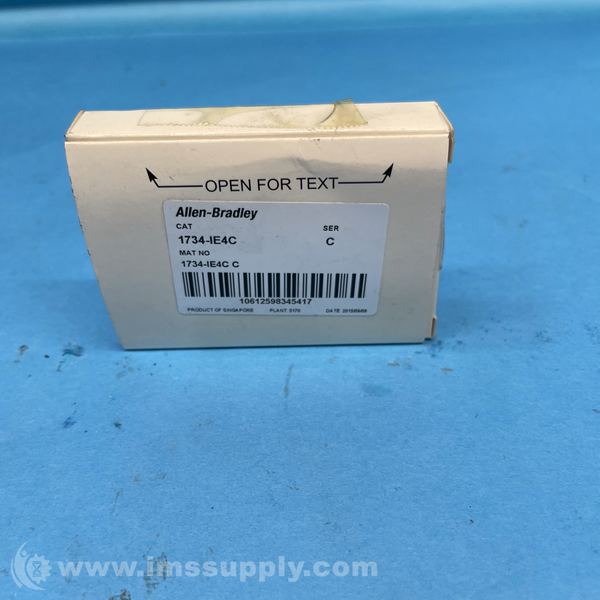 OPEN FOR TEXT
Allen-Bradley
CAT
SER
1734-IE4C
C
MAT NO
1734-IE4C C
10612598345417
PRODUCT OF SINGAPORE
PLANT
DATE
www.imssupply.com